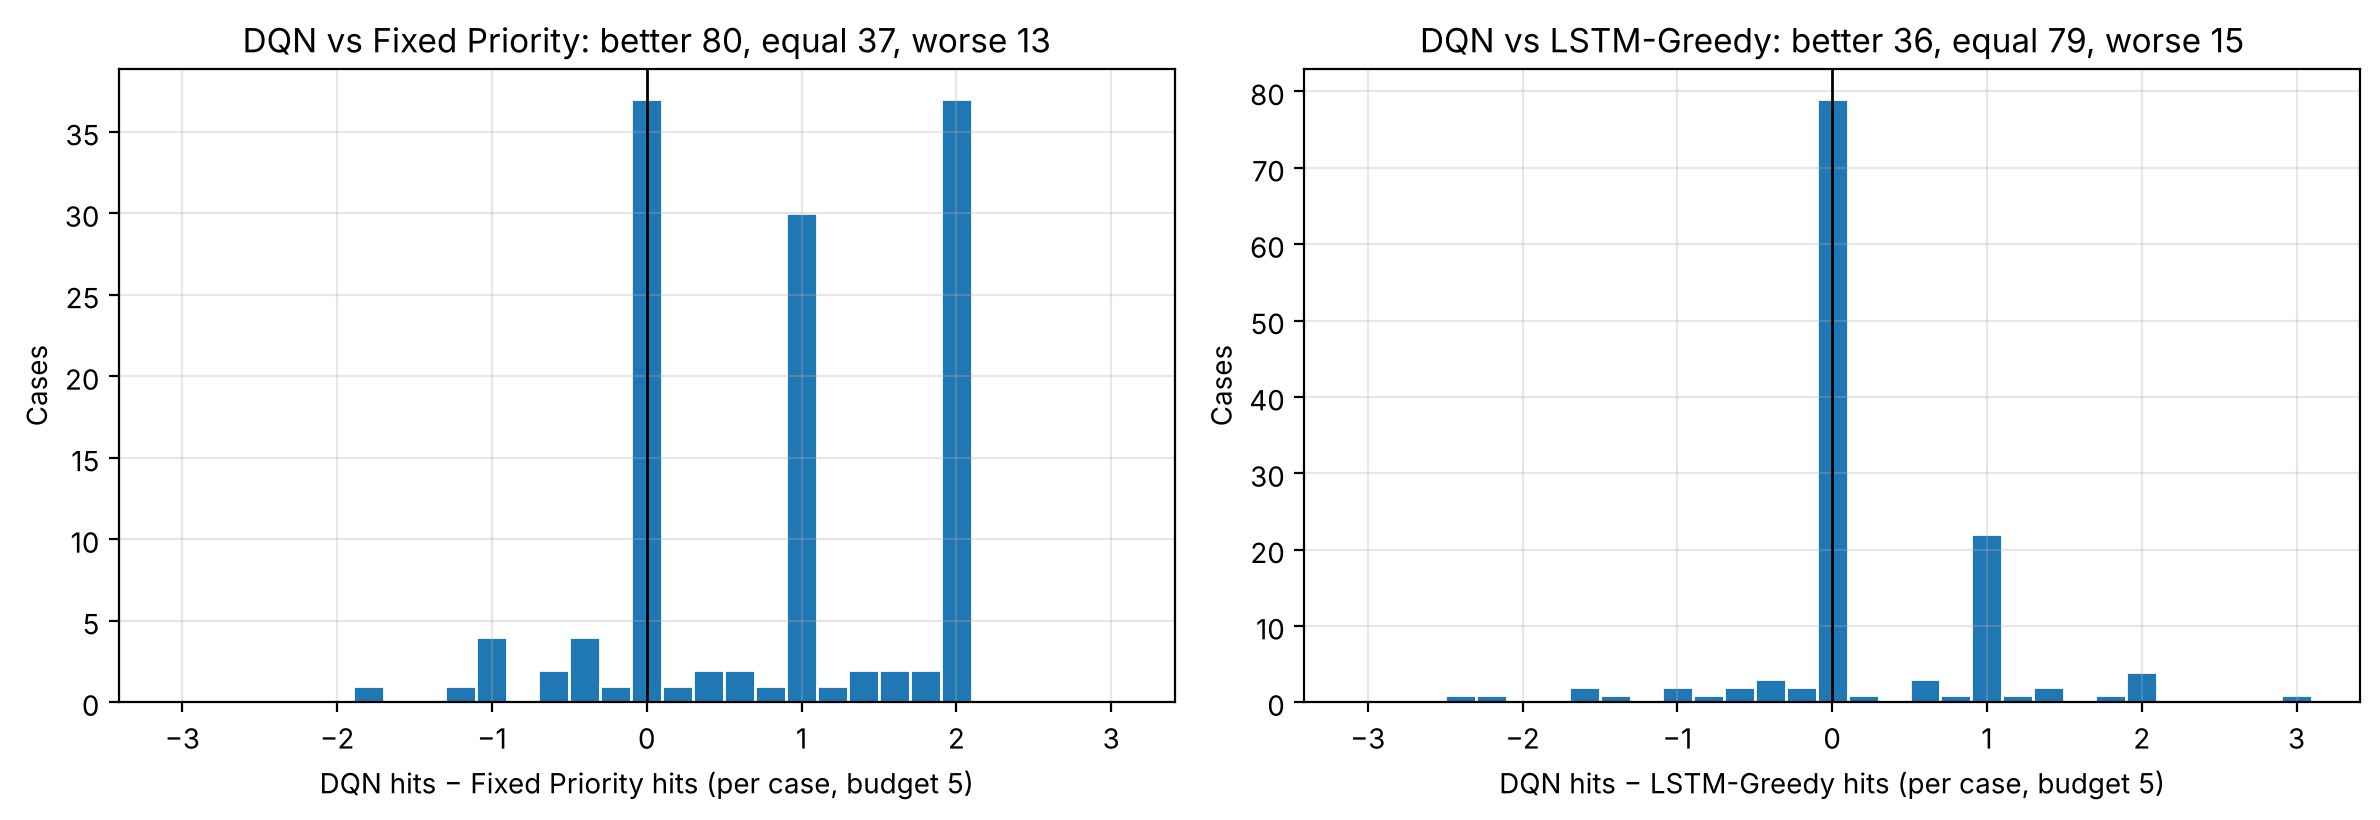 DQN vs Fixed Priority: better 80, equal 37, worse 13
Cases
35
30
25
20
15
10
5
0
−3 −2 −1 0 1 2 3
DQN hits − Fixed Priority hits (per case, budget 5)
DQN vs LSTM-Greedy: better 36, equal 79, worse 15
Cases
80
70
60
50
40
30
20
10
0
−3 −2 −1 0 1 2 3
DQN hits − LSTM-Greedy hits (per case, budget 5)